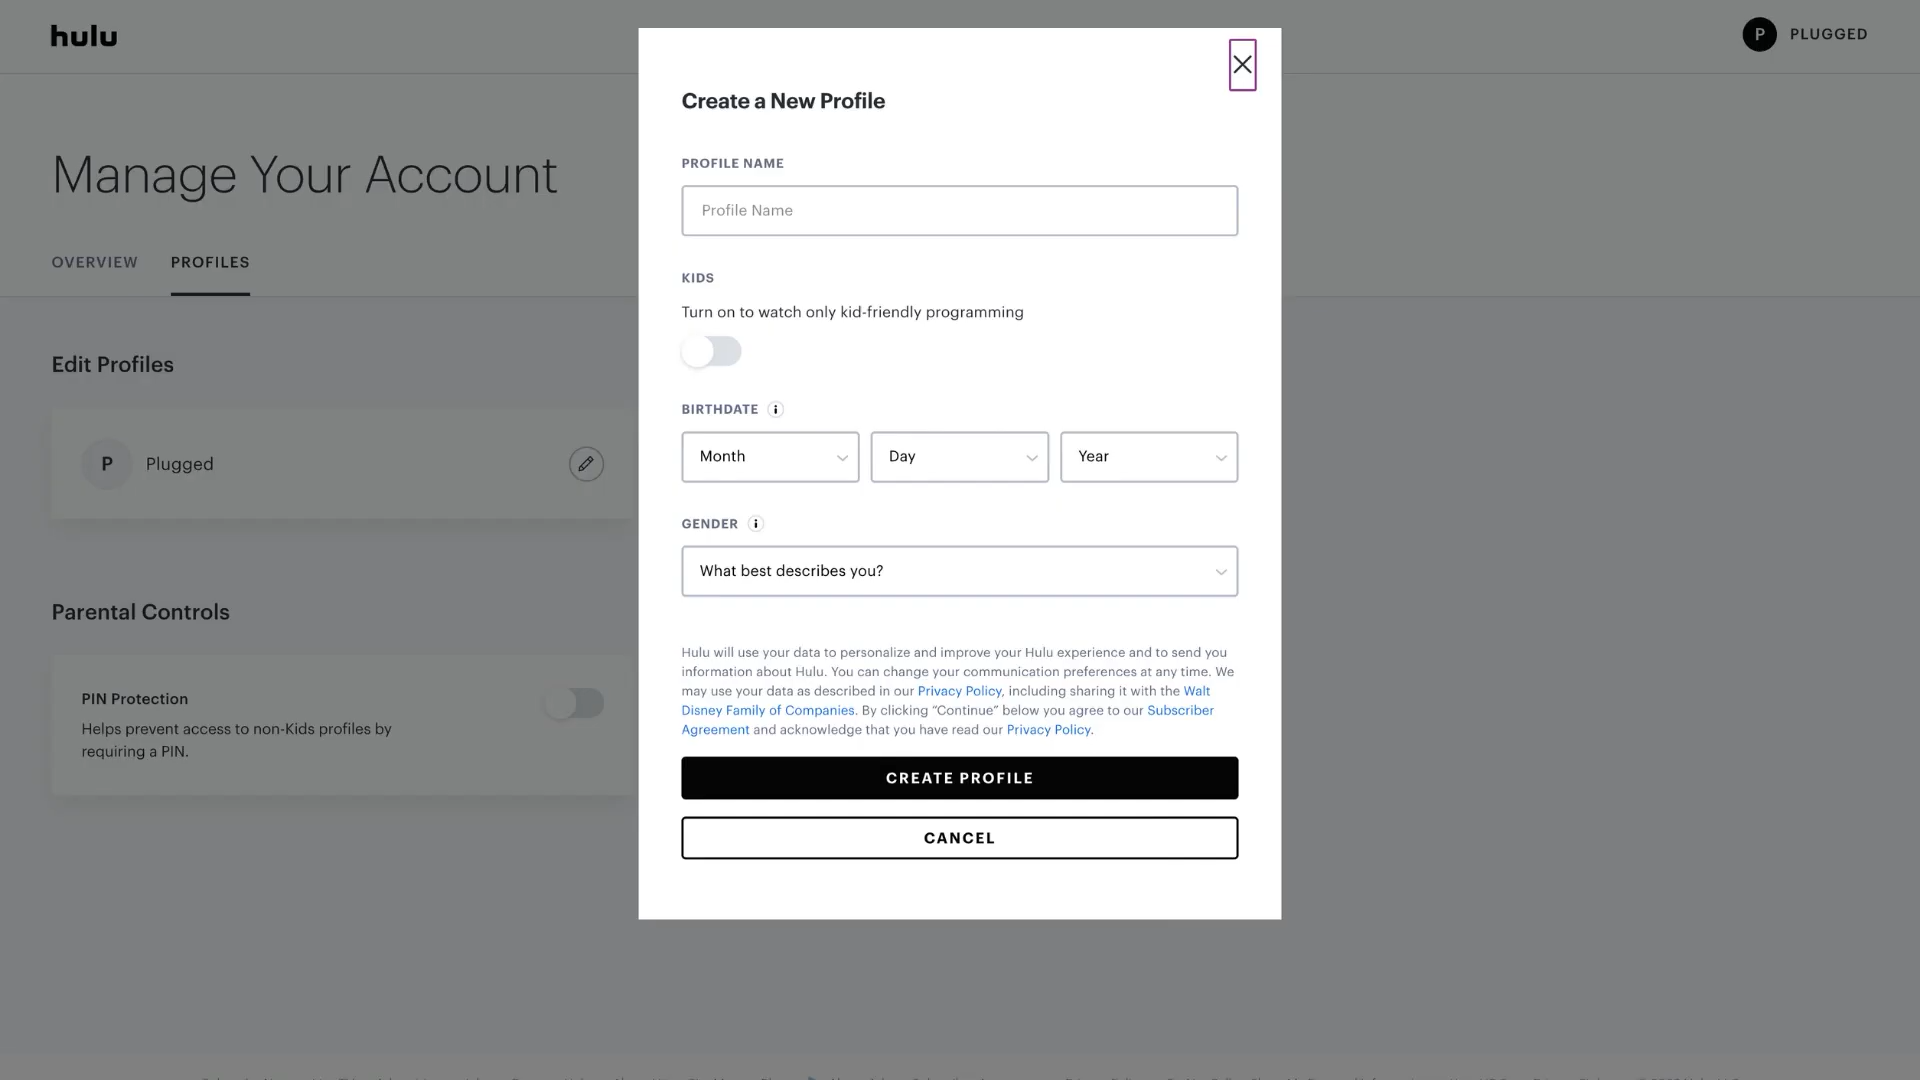 hulu
P PLUGGED
Manage Your Account
OVERVIEW PROFILES
Edit Profiles
P Plugged
Parental Controls
PIN Protection
Helps prevent access to non-Kids profiles by
requiring a PIN.
Create a New Profile
PROFILE NAME
Profile Name
KIDS
Turn on to watch only kid-friendly programming
BIRTHDATE i
Month Day Year
GENDER i
What best describes you?
Hulu will use your data to personalize and improve your Hulu experience and to send you
information about Hulu. You can change your communication preferences at any time. We
may use your data as described in our Privacy Policy, including sharing it with the Walt
Disney Family of Companies. By clicking “Continue” below you agree to our Subscriber
Agreement and acknowledge that you have read our Privacy Policy.
CREATE PROFILE
CANCEL